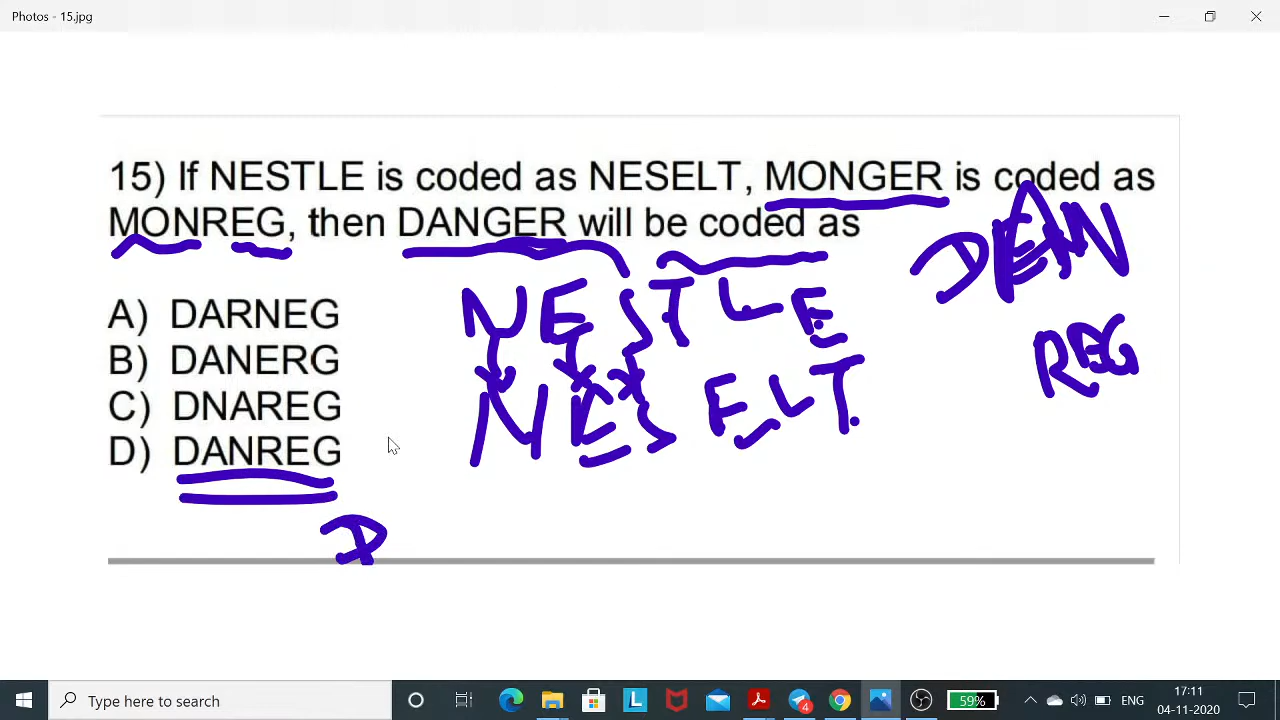 Photos - 15.jpg
15) If NESTLE is coded as NESELT, MONGER is coded as
MONREG, then DANGER will be coded as
A) DARNEG
B) DANERG
C) DNAREG
D) DANREG
NESTLE
NESELT
REG
D
Type here to search
L
4
59%
ENG
17:11
04-11-2020